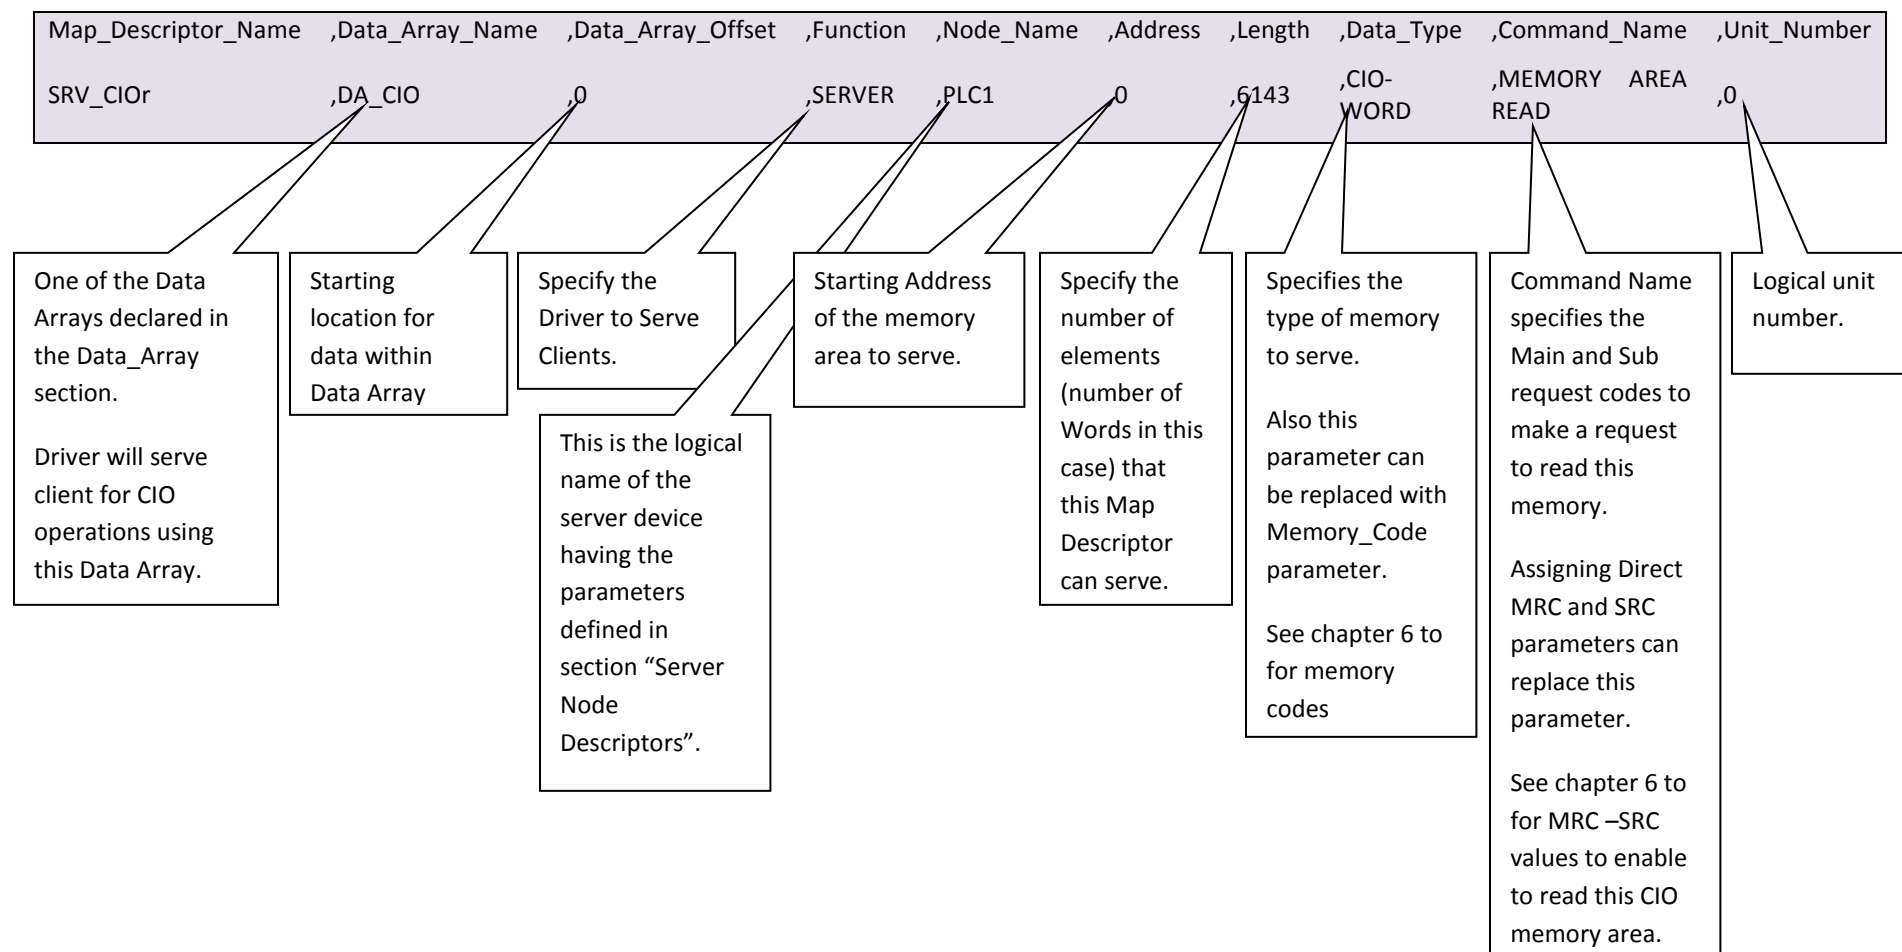 Map_Descriptor_Name ,Data_Array_Name ,Data_Array_Offset ,Function ,Node_Name ,Address ,Length ,Data_Type ,Command_Name ,Unit_Number
SRV_CIOr ,DA_CIO ,0 ,SERVER ,PLC1 ,0 ,6143 ,CIO-
WORD ,MEMORY AREA
READ ,0
One of the Data
Arrays declared in
the Data_Array
section.
Driver will serve
client for CIO
operations using
this Data Array.
Starting
location for
data within
Data Array
Specify the
Driver to Serve
Clients.
This is the logical
name of the
server device
having the
parameters
defined in
section “Server
Node
Descriptors”.
Starting Address
of the memory
area to serve.
Specify the
number of
elements
(number of
Words in this
case) that
this Map
Descriptor
can serve.
Specifies the
type of memory
to serve.
Also this
parameter can
be replaced with
Memory_Code
parameter.
See chapter 6 to
for memory
codes
Command Name
specifies the
Main and Sub
request codes to
make a request
to read this
memory.
Assigning Direct
MRC and SRC
parameters can
replace this
parameter.
See chapter 6 to
for MRC –SRC
values to enable
to read this CIO
memory area.
Logical unit
number.